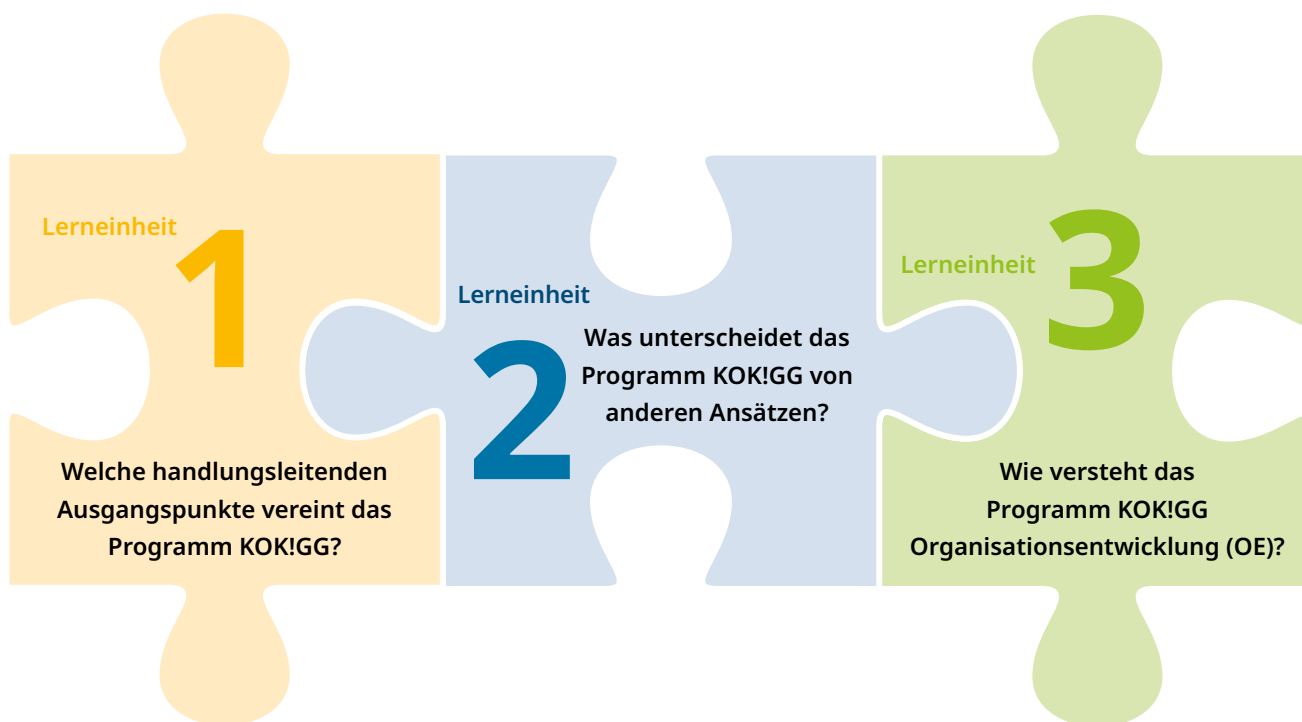 Lerneinheit
1
Welche handlungsleitenden
Ausgangspunkte vereint das
Programm KOK!GG?
Lerneinheit
2
Was unterscheidet das
Programm KOK!GG von
anderen Ansätzen?
Lerneinheit
3
Wie versteht das
Programm KOK!GG
Organisationsentwicklung (OE)?